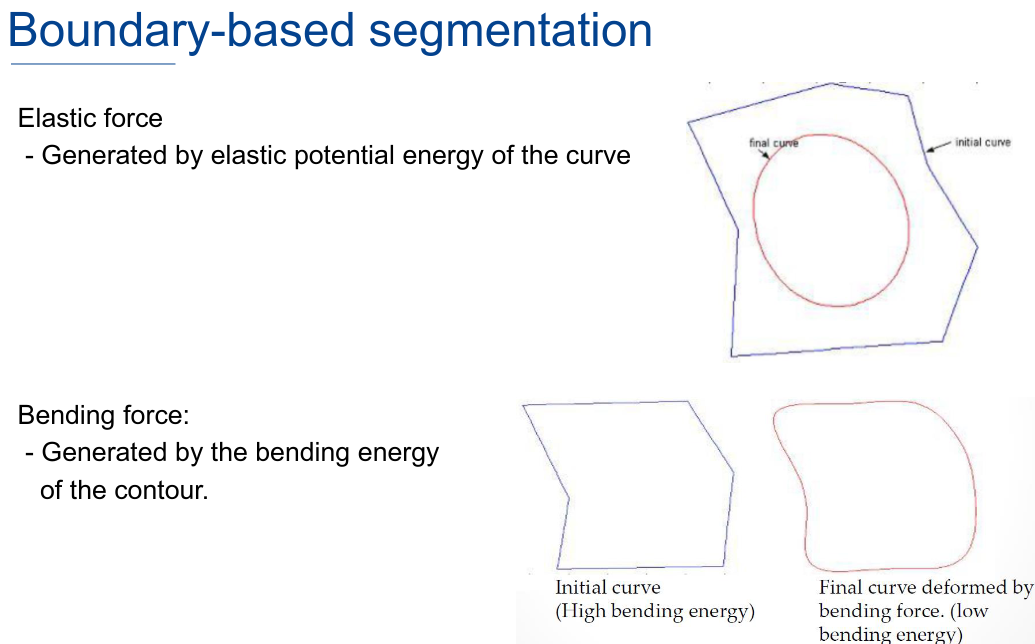 Boundary-based segmentation
Elastic force
- Generated by elastic potential energy of the curve
final curve
initial curve
Bending force:
- Generated by the bending energy
of the contour.
Initial curve
(High bending energy)
Final curve deformed by
bending force. (low
bending energy)